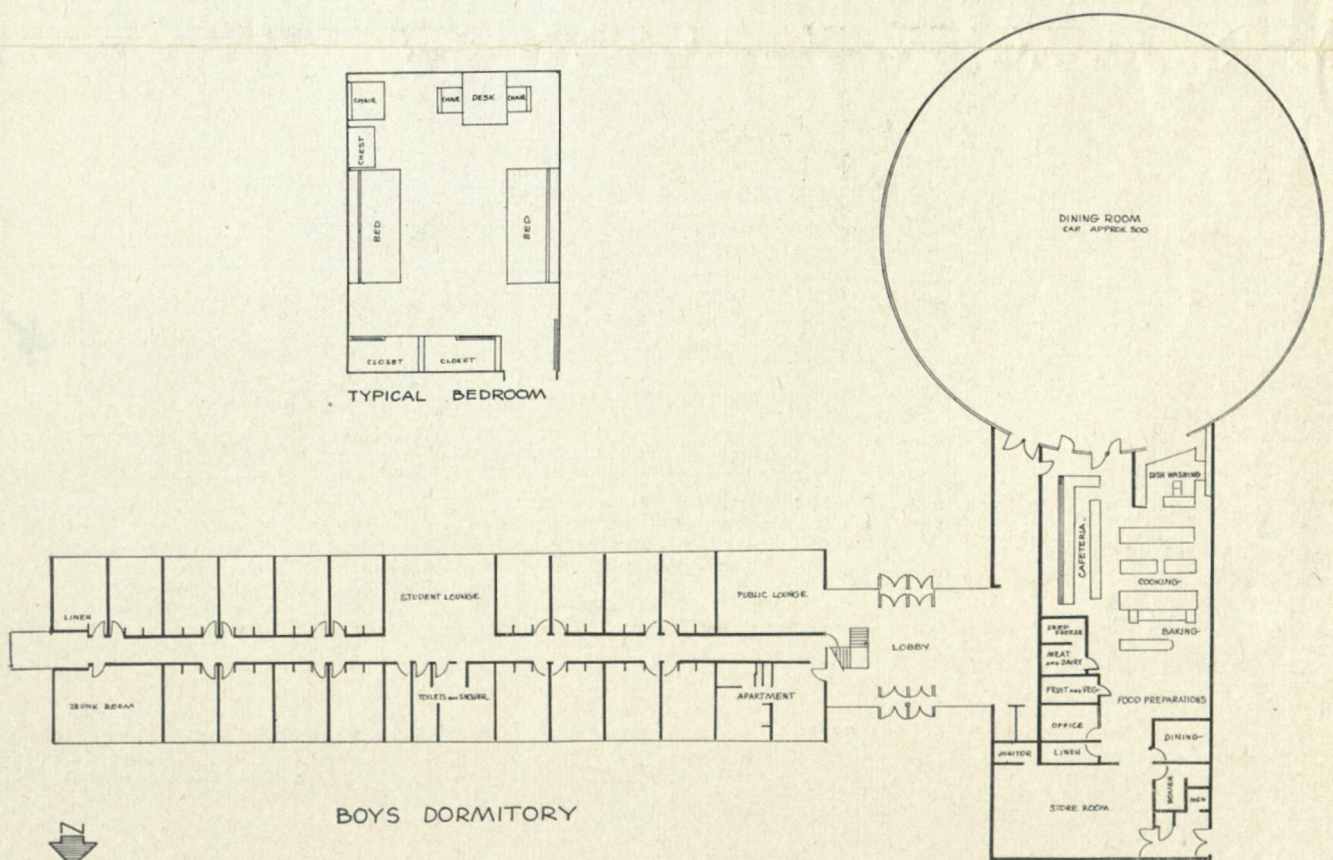 CHAIR
CHAIR
DESK
CHAIR
CHEST
BED
BED
CLOSET
CLOSET
TYPICAL BEDROOM
DINING ROOM
CAP. APPROX 500
DISH WASHING
CAFETERIA
COOKING
BAKING
DEEP FREEZE
MEAT AND DAIRY
FRUIT AND VEG.
FOOD PREPARATIONS
OFFICE
DINING
JANITOR
LINEN
WOMEN
MEN
STORE ROOM
LINEN
STUDENT LOUNGE
PUBLIC LOUNGE
LOBBY
TRUNK ROOM
TOILETS AND SHOWER
APARTMENT
BOYS DORMITORY
N